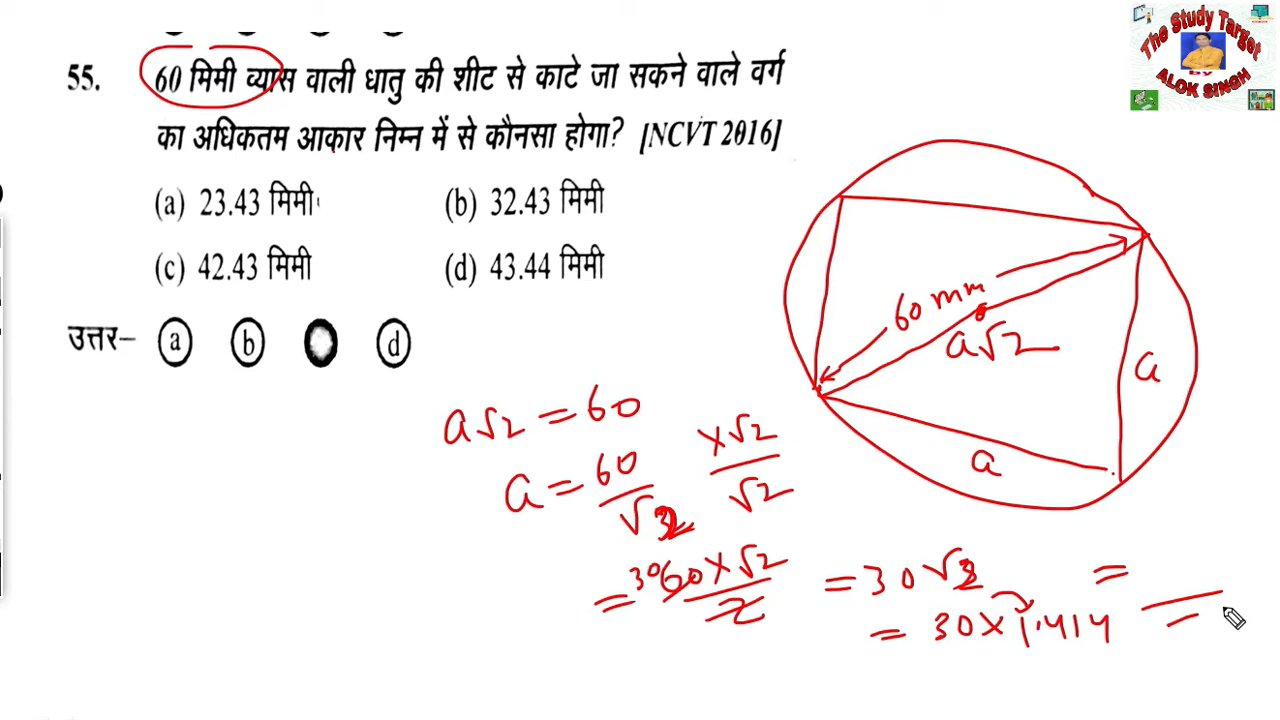 The Study Target
BY
ALOK SINGH
55. 60 मिमी व्यास वाली धातु की शीट से काटे जा सकने वाले वर्ग
का अधिकतम आकार निम्न में से कौनसा होगा? [NCVT 2016]
(a) 23.43 मिमी (b) 32.43 मिमी
(c) 42.43 मिमी (d) 43.44 मिमी
उत्तर– a b d
60 mm
a√2
a
a
a√2 = 60
a = 60/√2 ×√2/√2
= 30 60×√2/2 = 30√2 =
= 30×1.414 =